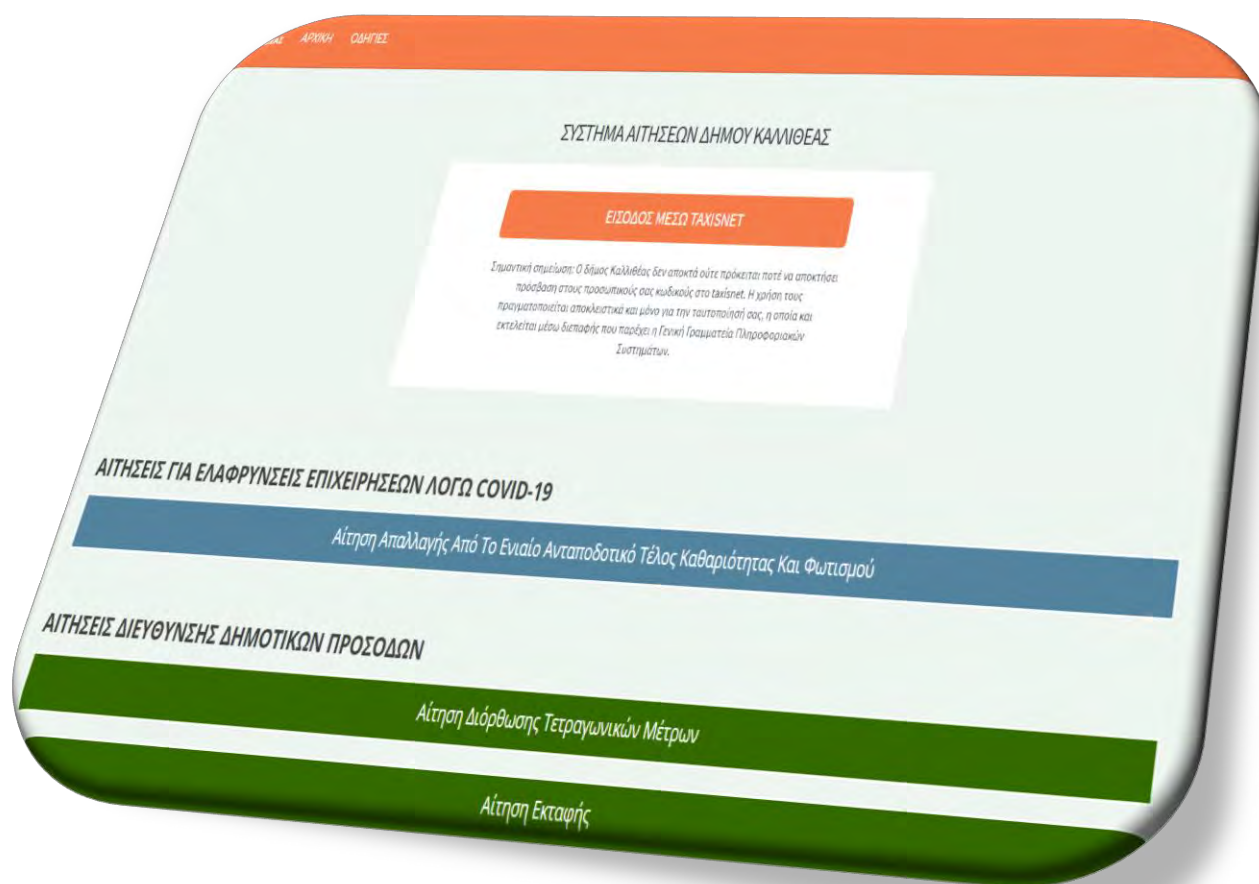 ΑΡΧΙΚΗ ΟΔΗΓΙΕΣ
ΣΥΣΤΗΜΑ ΑΙΤΗΣΕΩΝ ΔΗΜΟΥ ΚΑΛΛΙΘΕΑΣ
ΕΙΣΟΔΟΣ ΜΕΣΩ TAXISNET
Σημαντική σημείωση: Ο δήμος Καλλιθέας δεν αποκτά ούτε πρόκειται ποτέ να αποκτήσει
πρόσβαση στους προσωπικούς σας κωδικούς στο taxisnet. Η χρήση τους
πραγματοποιείται αποκλειστικά και μόνο για την ταυτοποίησή σας, η οποία και
εκτελείται μέσω διεπαφής που παρέχει η Γενική Γραμματεία Πληροφοριακών
Συστημάτων.
ΑΙΤΗΣΕΙΣ ΓΙΑ ΕΛΑΦΡΥΝΣΕΙΣ ΕΠΙΧΕΙΡΗΣΕΩΝ ΛΟΓΩ COVID-19
Αίτηση Απαλλαγής Από Το Ενιαίο Ανταποδοτικό Τέλος Καθαριότητας Και Φωτισμού
ΑΙΤΗΣΕΙΣ ΔΙΕΥΘΥΝΣΗΣ ΔΗΜΟΤΙΚΩΝ ΠΡΟΣΟΔΩΝ
Αίτηση Διόρθωσης Τετραγωνικών Μέτρων
Αίτηση Εκταφής